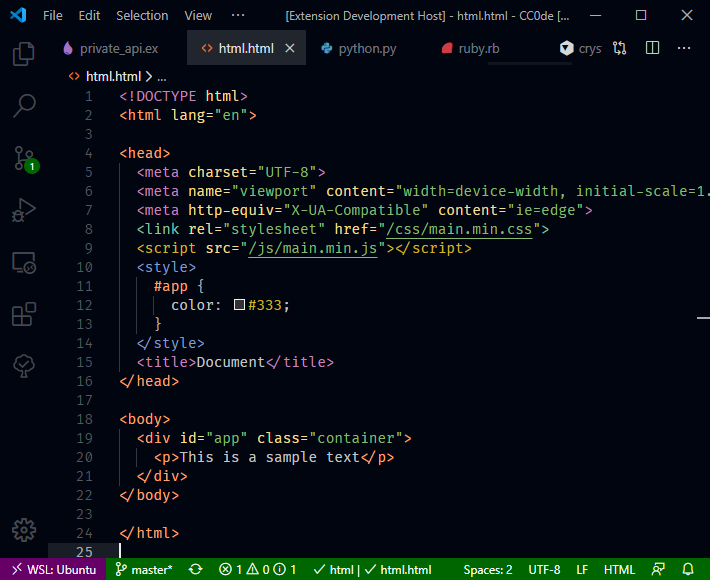 File Edit Selection View ··· [Extension Development Host] - html.html - CC0de [...
private_api.ex html.html python.py ruby.rb crys
html.html > ...
1 <!DOCTYPE html>
2 <html lang="en">
3
4 <head>
5 <meta charset="UTF-8">
6 <meta name="viewport" content="width=device-width, initial-scale=1.
7 <meta http-equiv="X-UA-Compatible" content="ie=edge">
8 <link rel="stylesheet" href="/css/main.min.css">
9 <script src="/js/main.min.js"></script>
10 <style>
11 #app {
12 color: #333;
13 }
14 </style>
15 <title>Document</title>
16 </head>
17
18 <body>
19 <div id="app" class="container">
20 <p>This is a sample text</p>
21 </div>
22 </body>
23
24 </html>
25
1
WSL: Ubuntu master* 1 0 1 html | html.html Spaces: 2 UTF-8 LF HTML